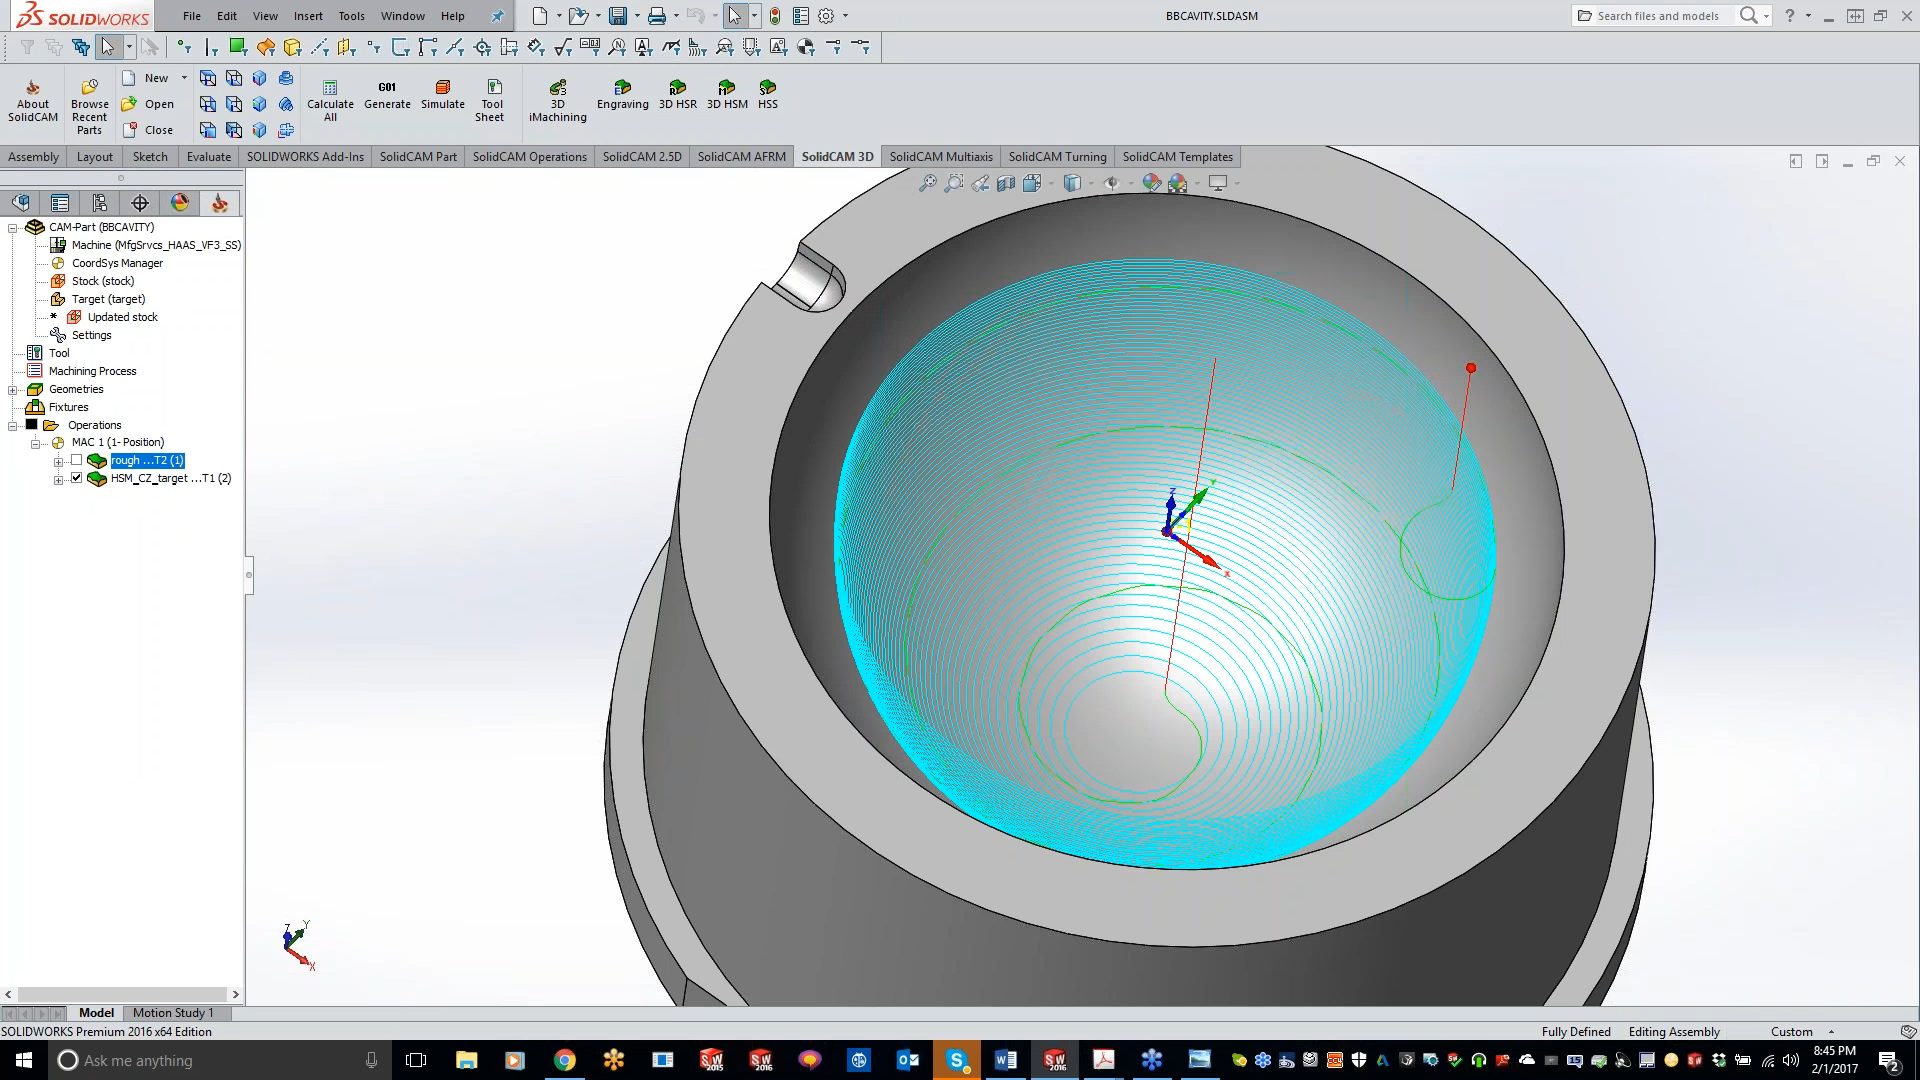 SOLIDWORKS File Edit View Insert Tools Window Help BBCAVITY.SLDASM Search files and models
About SolidCAM
Browse Recent Parts
New
Open
Close
Calculate All
G01
Generate
Simulate
Tool Sheet
3D iMachining
Engraving
3D HSR
3D HSM
HSS
Assembly Layout Sketch Evaluate SOLIDWORKS Add-Ins SolidCAM Part SolidCAM Operations SolidCAM 2.5D SolidCAM AFRM SolidCAM 3D SolidCAM Multiaxis SolidCAM Turning SolidCAM Templates
CAM-Part (BBCAVITY)
Machine (MfgSrvcs_HAAS_VF3_SS)
CoordSys Manager
Stock (stock)
Target (target)
* Updated stock
Settings
Tool
Machining Process
Geometries
Fixtures
Operations
MAC 1 (1- Position)
rough ...T2 (1)
HSM_CZ_target ...T1 (2)
Z
Y
X
Z
Y
X
Model Motion Study 1
SOLIDWORKS Premium 2016 x64 Edition Fully Defined Editing Assembly Custom
Ask me anything
8:45 PM
2/1/2017